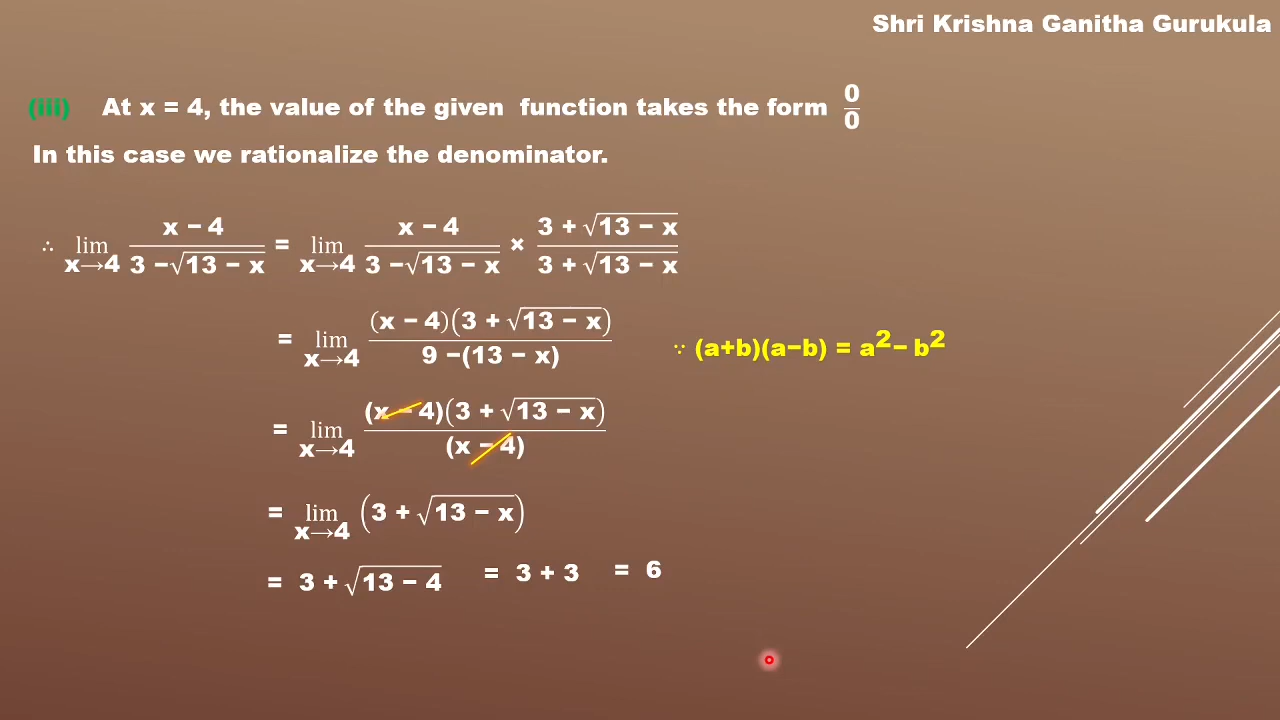 Shri Krishna Ganitha Gurukula
(iii) At x = 4, the value of the given function takes the form 0/0
In this case we rationalize the denominator.
∴ lim x→4 (x − 4)/(3 −√(13 − x)) = lim x→4 (x − 4)/(3 −√(13 − x)) × (3 + √(13 − x))/(3 + √(13 − x))
= lim x→4 ((x − 4)(3 + √(13 − x)))/(9 −(13 − x)) ∵ (a+b)(a−b) = a² − b²
= lim x→4 ((x − 4)(3 + √(13 − x)))/((x − 4))
= lim x→4 (3 + √(13 − x))
= 3 + √(13 − 4) = 3 + 3 = 6